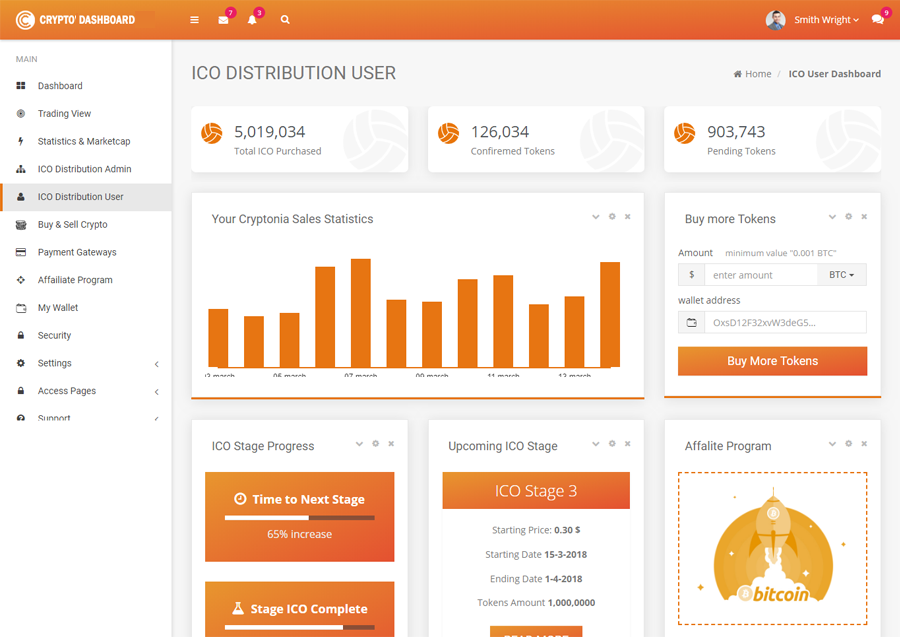 CRYPTO' DASHBOARD
7
3
Smith Wright
9
MAIN
Dashboard
Trading View
Statistics & Marketcap
ICO Distribution Admin
ICO Distribution User
Buy & Sell Crypto
Payment Gateways
Affailiate Program
My Wallet
Security
Settings
Access Pages
Support
ICO DISTRIBUTION USER
Home / ICO User Dashboard
5,019,034
Total ICO Purchased
126,034
Confiremed Tokens
903,743
Pending Tokens
Your Cryptonia Sales Statistics
3 march 05 march 07 march 09 march 11 march 13 march
Buy more Tokens
Amount minimum value "0.001 BTC"
$ enter amount BTC
wallet address
OxsD12F32xvW3deG5...
Buy More Tokens
ICO Stage Progress
Time to Next Stage
65% increase
Stage ICO Complete
Upcoming ICO Stage
ICO Stage 3
Starting Price: 0.30 $
Starting Date 15-3-2018
Ending Date 1-4-2018
Tokens Amount 1,000,0000
READ MORE
Affalite Program
bitcoin